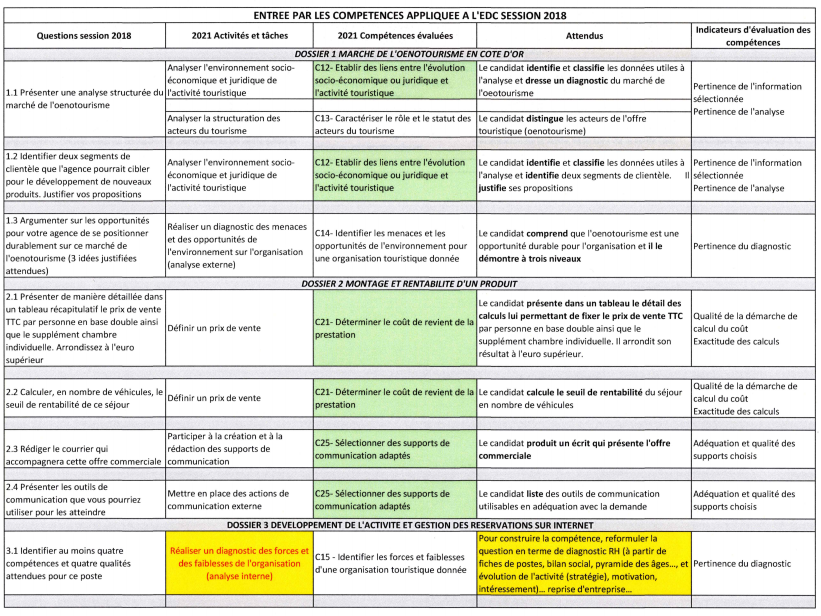 ENTREE PAR LES COMPETENCES APPLIQUEE A L'EDC SESSION 2018
Questions session 2018
2021 Activités et tâches
2021 Compétences évaluées
Attendus
Indicateurs d'évaluation des
compétences
DOSSIER 1 MARCHE DE L'OENOTOURISME EN COTE D'OR
1.1 Présenter une analyse structurée du
marché de l'oenotourisme
Analyser l'environnement socio-
économique et juridique de
l'activité touristique
C12- Etablir des liens entre l'évolution
socio-économique ou juridique et
l'activité touristique
Le candidat identifie et classifie les données utiles à
l'analyse et dresse un diagnostic du marché de
l'oeotourisme
Pertinence de l'information
sélectionnée
Pertinence de l'analyse
Analyser la structuration des
acteurs du tourisme
C13- Caractériser le rôle et le statut des
acteurs du tourisme
Le candidat distingue les acteurs de l'offre
touristique (oenotourisme)
1.2 Identifier deux segments de
clientèle que l'agence pourrait cibler
pour le développement de nouveaux
produits. Justifier vos propositions
Analyser l'environnement socio-
économique et juridique de
l'activité touristique
C12- Etablir des liens entre l'évolution
socio-économique ou juridique et
l'activité touristique
Le candidat identifie et classifie les données utiles à
l'analyse et identifie deux segments de clientèle. Il
justifie ses propositions
Pertinence de l'information
sélectionnée
Pertinence de l'analyse
1.3 Argumenter sur les opportunités
pour votre agence de se positionner
durablement sur ce marché de
l'oenotourisme (3 idées justifiées
attendues)
Réaliser un diagnostic des menaces
et des opportunités de
l'environnement sur l'organisation
(analyse externe)
C14- Identifier les menaces et les
opportunités de l'environnement pour
une organisation touristique donnée
Le candidat comprend que l'oenotourisme est une
opportunité durable pour l'organisation et il le
démontre à trois niveaux
Pertinence du diagnostic
DOSSIER 2 MONTAGE ET RENTABILITE D'UN PRODUIT
2.1 Présenter de manière détaillée dans
un tableau récapitulatif le prix de vente
TTC par personne en base double ainsi
que le supplément chambre
individuelle. Arrondissez à l'euro
supérieur
Définir un prix de vente
C21- Déterminer le coût de revient de la
prestation
Le candidat présente dans un tableau le détail des
calculs lui permettant de fixer le prix de vente TTC
par personne en base double ainsi que le
supplément chambre individuelle. Il arrondit son
résultat à l'euro supérieur.
Qualité de la démarche de
calcul du coût
Exactitude des calculs
2.2 Calculer, en nombre de véhicules, le
seuil de rentabilité de ce séjour
Définir un prix de vente
C21- Déterminer le coût de revient de la
prestation
Le candidat calcule le seuil de rentabilité du séjour
en nombre de véhicules
Qualité de la démarche de
calcul du coût
Exactitude des calculs
2.3 Rédiger le courrier qui
accompagnera cette offre commerciale
Participer à la création et à la
rédaction des supports de
communication
C25- Sélectionner des supports de
communication adaptés
Le candidat produit un écrit qui présente l'offre
commerciale
Adéquation et qualité des
supports choisis
2.4 Présenter les outils de
communication que vous pourriez
utiliser pour les atteindre
Mettre en place des actions de
communication externe
C25- Sélectionner des supports de
communication adaptés
Le candidat liste des outils de communication
utilisables en adéquation avec la demande
Adéquation et qualité des
supports choisis
DOSSIER 3 DEVELOPPEMENT DE L'ACTIVITE ET GESTION DES RESERVATIONS SUR INTERNET
3.1 Identifier au moins quatre
compétences et quatre qualités
attendues pour ce poste
Réaliser un diagnostic des forces et
des faiblesses de l'organisation
(analyse interne)
C15 - Identifier les forces et faiblesses
d'une organisation touristique donnée
Pour construire la compétence, reformuler la
question en terme de diagnostic RH (à partir de
fiches de postes, bilan social, pyramide des âges..., et
évolution de l'activité (stratégie), motivation,
intéressement)... reprise d'entreprise...
Pertinence du diagnostic